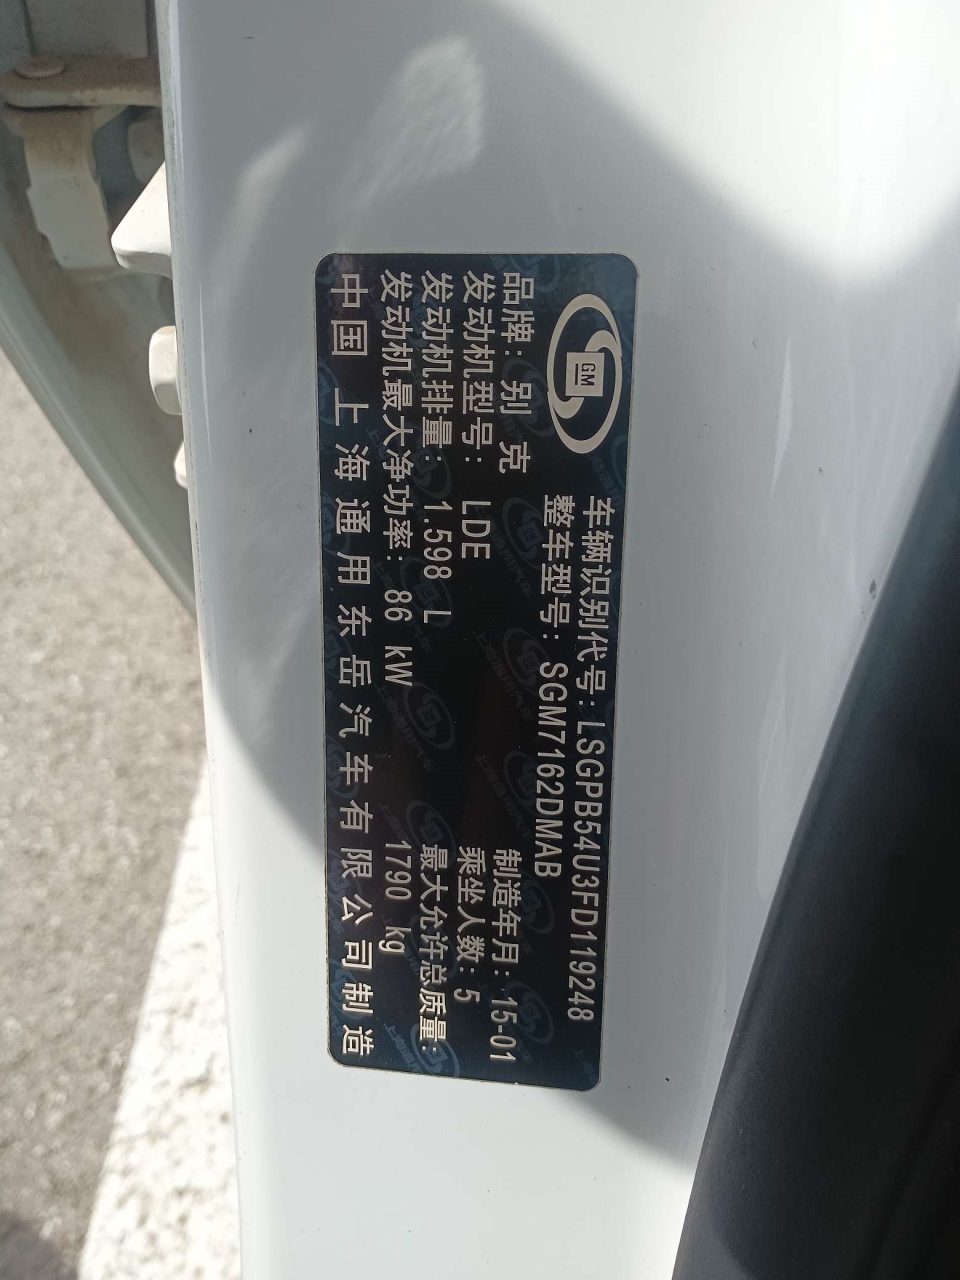 GM
车辆识别代号: LSGPB54U3FD119248
整车型号: SGM7162DMAB
品牌: 别 克
制造年月: 15-01
发动机型号: LDE
乘坐人数: 5
发动机排量: 1.598 L
最大允许总质量:
发动机最大净功率: 86 kW
1790 kg
中国 上海通用东岳汽车有限公司制造